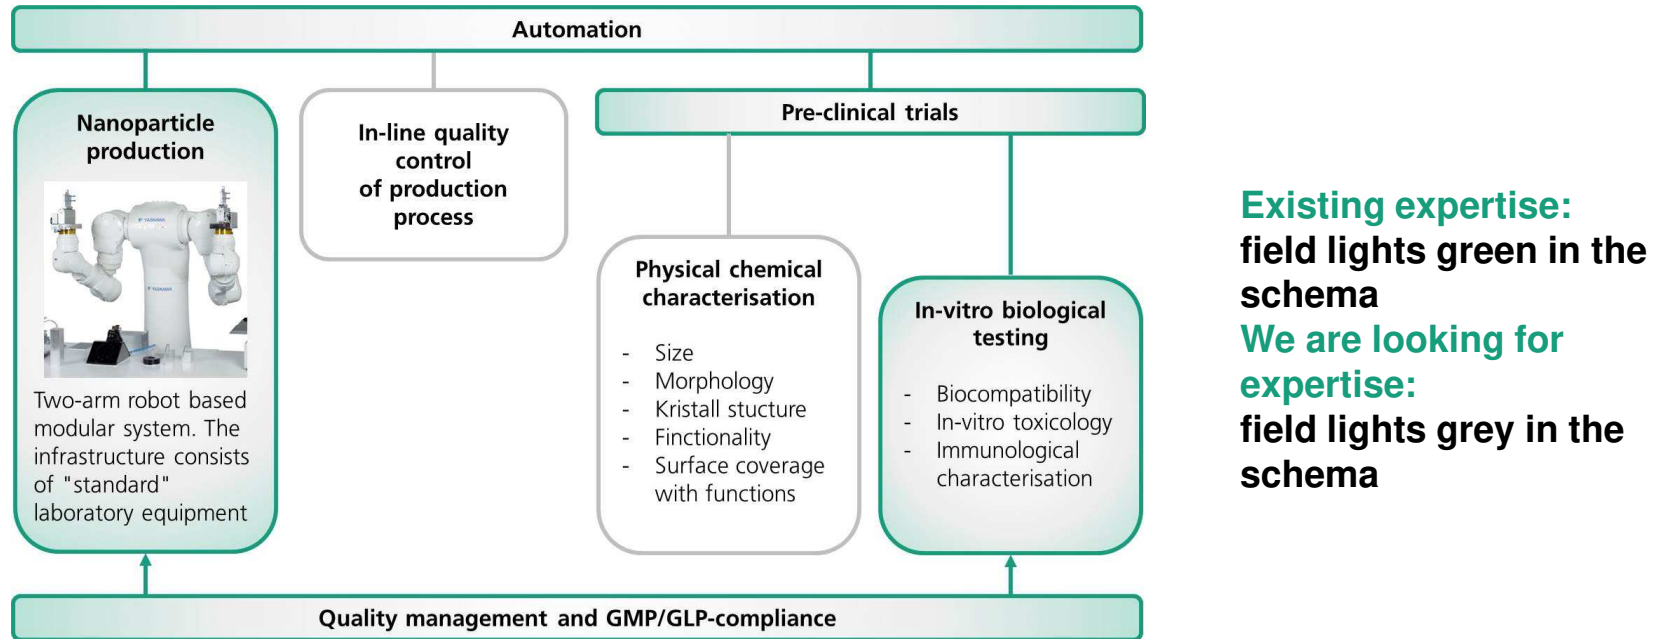 Automation
Nanoparticle
production
YASKAWA
Two-arm robot based
modular system. The
infrastructure consists
of "standard"
laboratory equipment
In-line quality
control
of production
process
Pre-clinical trials
Physical chemical
characterisation
- Size
- Morphology
- Kristall stucture
- Finctionality
- Surface coverage
with functions
In-vitro biological
testing
- Biocompatibility
- In-vitro toxicology
- Immunological
characterisation
Quality management and GMP/GLP-compliance
Existing expertise:
field lights green in the
schema
We are looking for
expertise:
field lights grey in the
schema